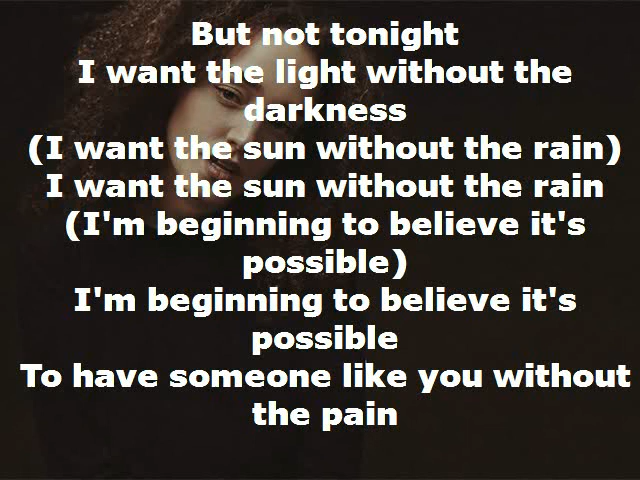 But not tonight
I want the light without the
darkness
(I want the sun without the rain)
I want the sun without the rain
(I'm beginning to believe it's
possible)
I'm beginning to believe it's
possible
To have someone like you without
the pain